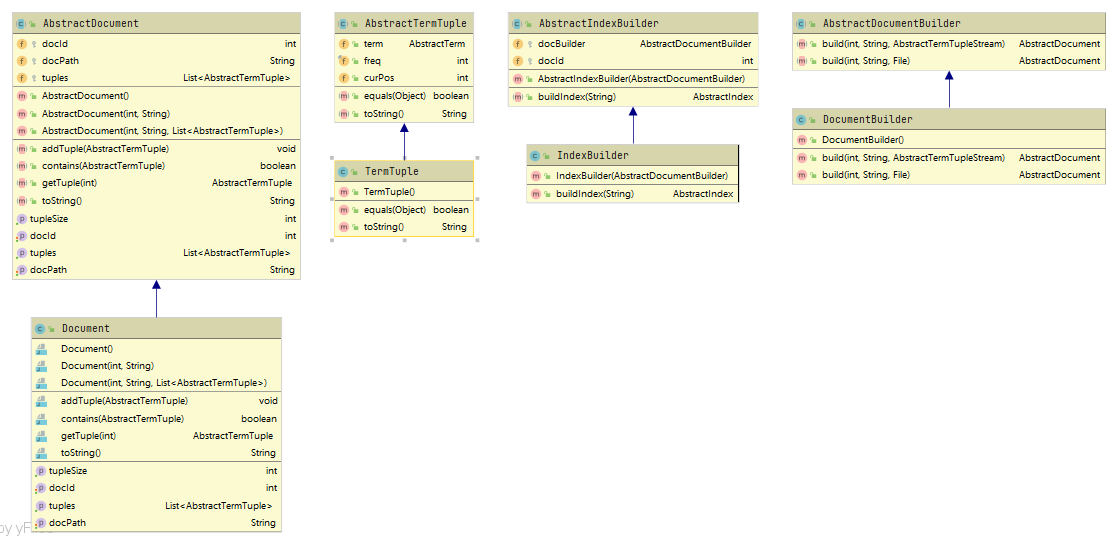 AbstractDocument
docId int
docPath String
tuples List<AbstractTermTuple>
AbstractDocument()
AbstractDocument(int, String)
AbstractDocument(int, String, List<AbstractTermTuple>)
addTuple(AbstractTermTuple) void
contains(AbstractTermTuple) boolean
getTuple(int) AbstractTermTuple
toString() String
tupleSize int
docId int
tuples List<AbstractTermTuple>
docPath String
Document
Document()
Document(int, String)
Document(int, String, List<AbstractTermTuple>)
addTuple(AbstractTermTuple) void
contains(AbstractTermTuple) boolean
getTuple(int) AbstractTermTuple
toString() String
tupleSize int
docId int
tuples List<AbstractTermTuple>
docPath String
AbstractTermTuple
term AbstractTerm
freq int
curPos int
equals(Object) boolean
toString() String
TermTuple
TermTuple()
equals(Object) boolean
toString() String
AbstractIndexBuilder
docBuilder AbstractDocumentBuilder
docId int
AbstractIndexBuilder(AbstractDocumentBuilder)
buildIndex(String) AbstractIndex
IndexBuilder
IndexBuilder(AbstractDocumentBuilder)
buildIndex(String) AbstractIndex
AbstractDocumentBuilder
build(int, String, AbstractTermTupleStream) AbstractDocument
build(int, String, File) AbstractDocument
DocumentBuilder
DocumentBuilder()
build(int, String, AbstractTermTupleStream) AbstractDocument
build(int, String, File) AbstractDocument
by